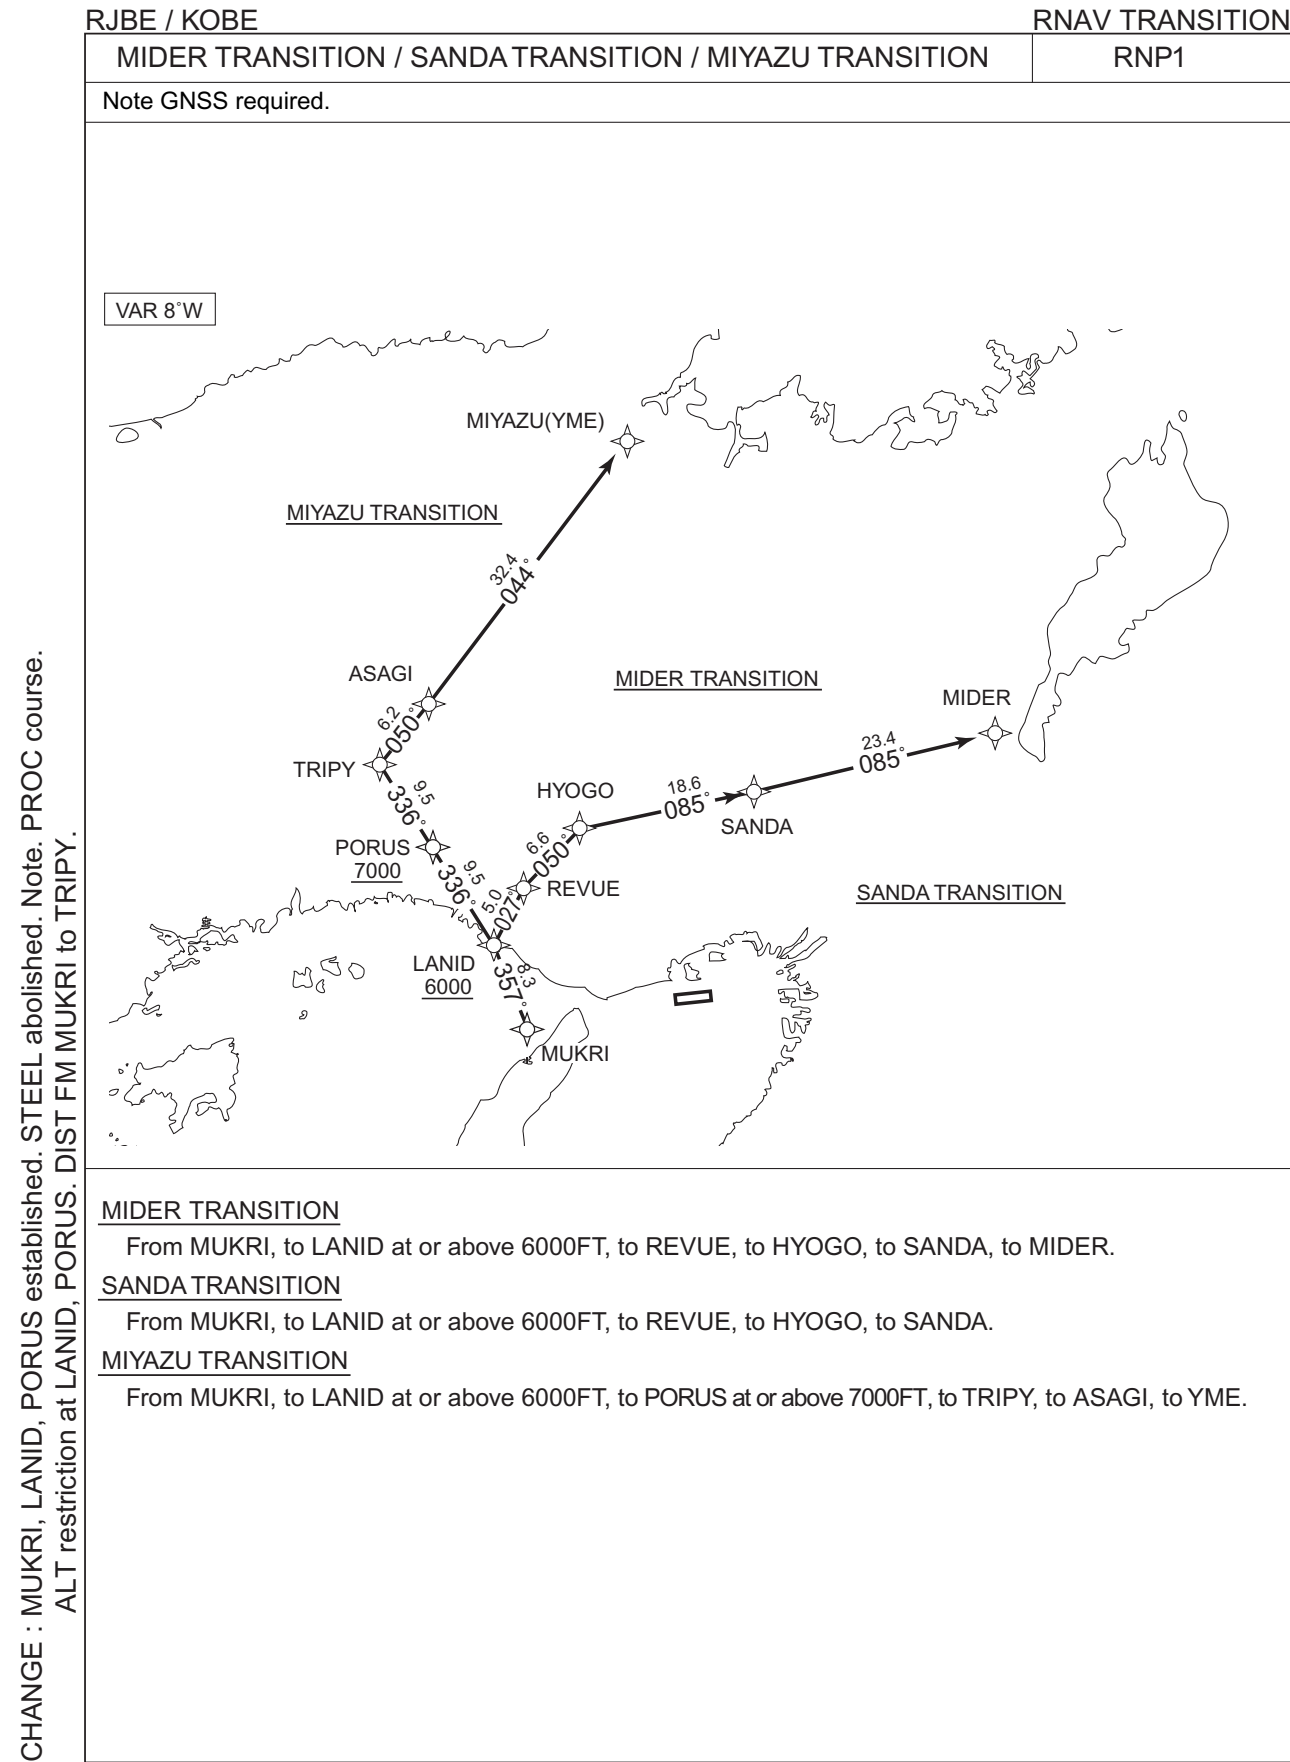 RJBE / KOBE
RNAV TRANSITION
MIDER TRANSITION / SANDA TRANSITION / MIYAZU TRANSITION
RNP1
Note GNSS required.
VAR 8˚W
MIYAZU(YME)
MIYAZU TRANSITION
32.4
044˚
ASAGI
MIDER TRANSITION
MIDER
6.2
050˚
23.4
085˚
TRIPY
9.5
336˚
HYOGO
18.6
085˚
SANDA
6.6
050˚
PORUS
7000
9.5
336˚
REVUE
5.0
027˚
SANDA TRANSITION
LANID
6000
8.3
357˚
MUKRI
MIDER TRANSITION
From MUKRI, to LANID at or above 6000FT, to REVUE, to HYOGO, to SANDA, to MIDER.
SANDA TRANSITION
From MUKRI, to LANID at or above 6000FT, to REVUE, to HYOGO, to SANDA.
MIYAZU TRANSITION
From MUKRI, to LANID at or above 6000FT, to PORUS at or above 7000FT, to TRIPY, to ASAGI, to YME.
CHANGE : MUKRI, LANID, PORUS established. STEEL abolished. Note. PROC course.
ALT restriction at LANID, PORUS. DIST FM MUKRI to TRIPY.